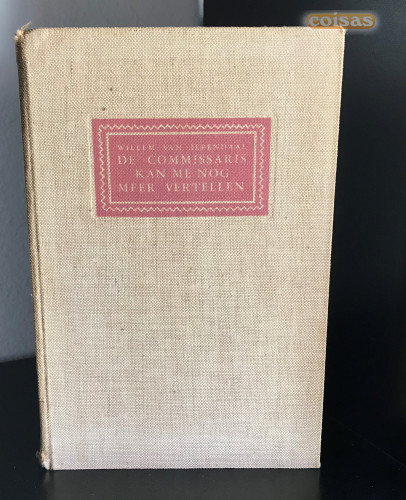 coisas
WILLEM VAN IEPENDAAL
DE COMMISSARIS
KAN ME NOG
MEER VERTELLEN